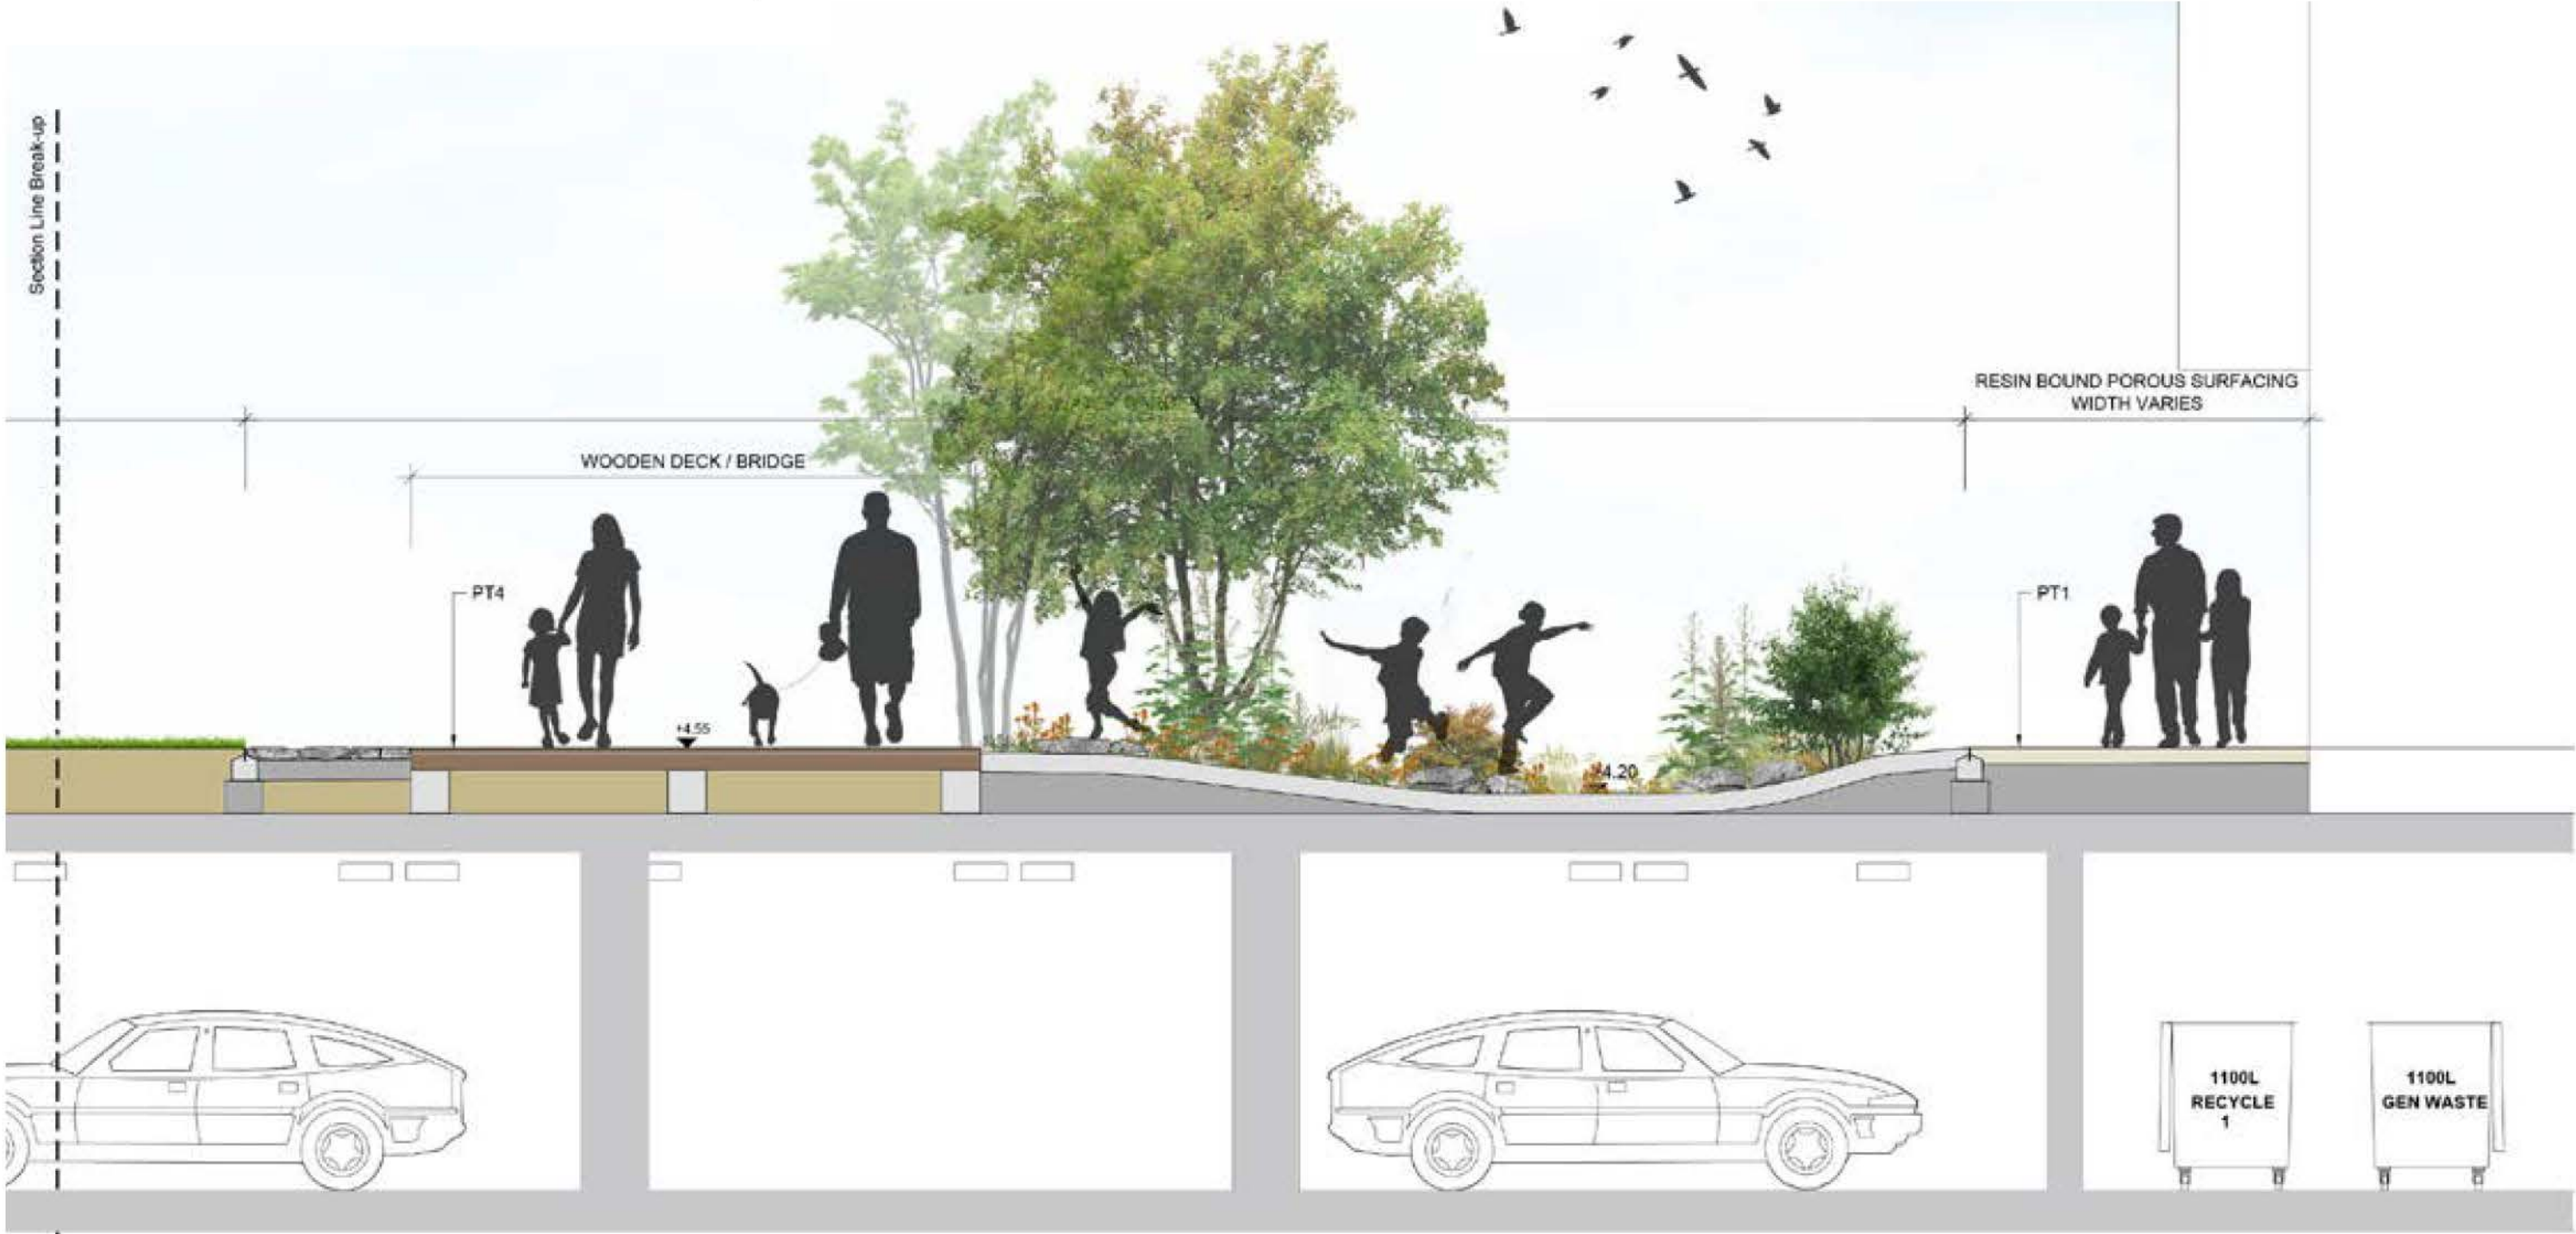 Section Line Break-up
RESIN BOUND POROUS SURFACING
WIDTH VARIES
WOODEN DECK / BRIDGE
PT4
PT1
+4.55
4.20
1100L
RECYCLE
1
1100L
GEN WASTE